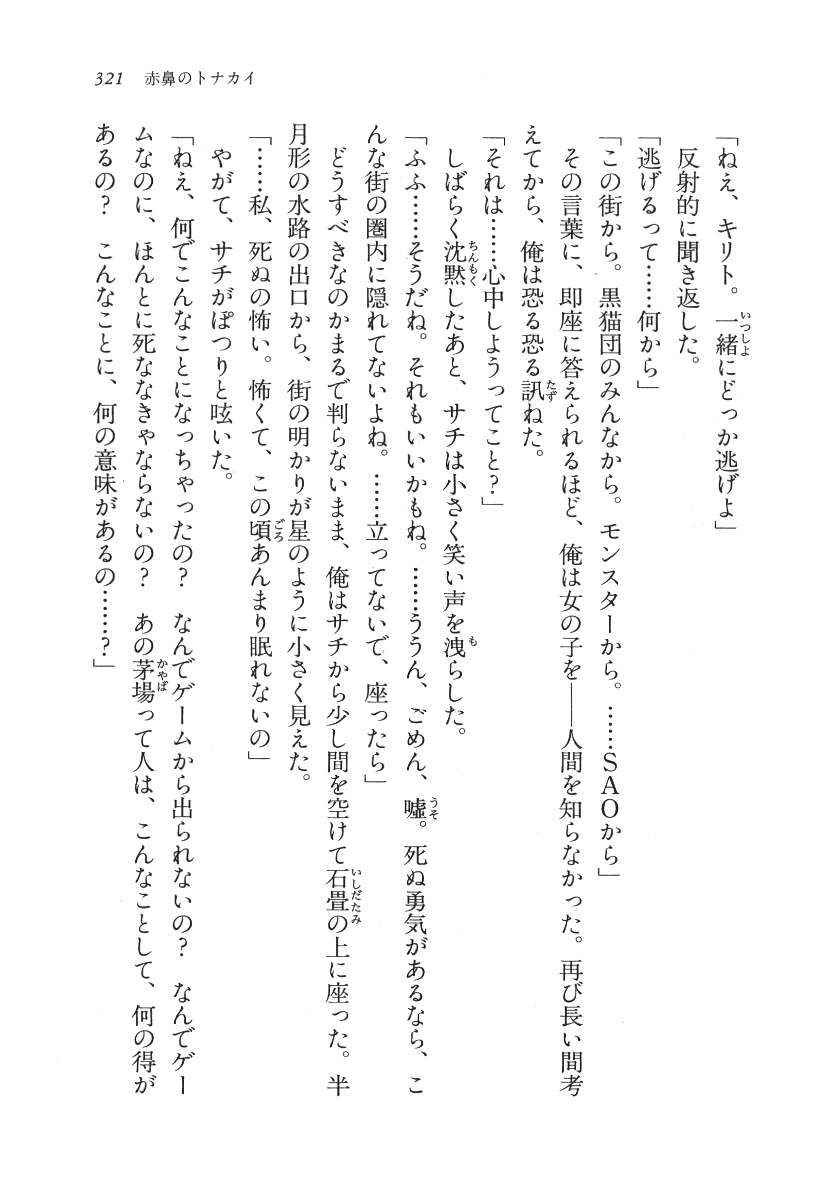 321 赤鼻のトナカイ
「ねえ、キリト。一緒にどっか逃げよ」
反射的に聞き返した。
「逃げるって……何から」
「この街から。黒猫団のみんなから。モンスターから。……ＳＡＯから」
その言葉に、即座に答えられるほど、俺は女の子を――人間を知らなかった。再び長い間考
えてから、俺は恐る恐る訊ねた。
「それは……心中しようってこと？」
しばらく沈黙したあと、サチは小さく笑い声を洩らした。
「ふふ……そうだね。それもいいかもね。……ううん、ごめん、嘘。死ぬ勇気があるなら、こ
んな街の圏内に隠れてないよね。……立ってないで、座ったら」
どうすべきなのかまるで判らないまま、俺はサチから少し間を空けて石畳の上に座った。半
月形の水路の出口から、街の明かりが星のように小さく見えた。
「……私、死ぬの怖い。怖くて、この頃あんまり眠れないの」
やがて、サチがぽつりと呟いた。
「ねえ、何でこんなことになっちゃったの？　なんでゲームから出られないの？　なんでゲー
ムなのに、ほんとに死ななきゃならないの？　あの茅場って人は、こんなことして、何の得が
あるの？　こんなことに、何の意味があるの……？」